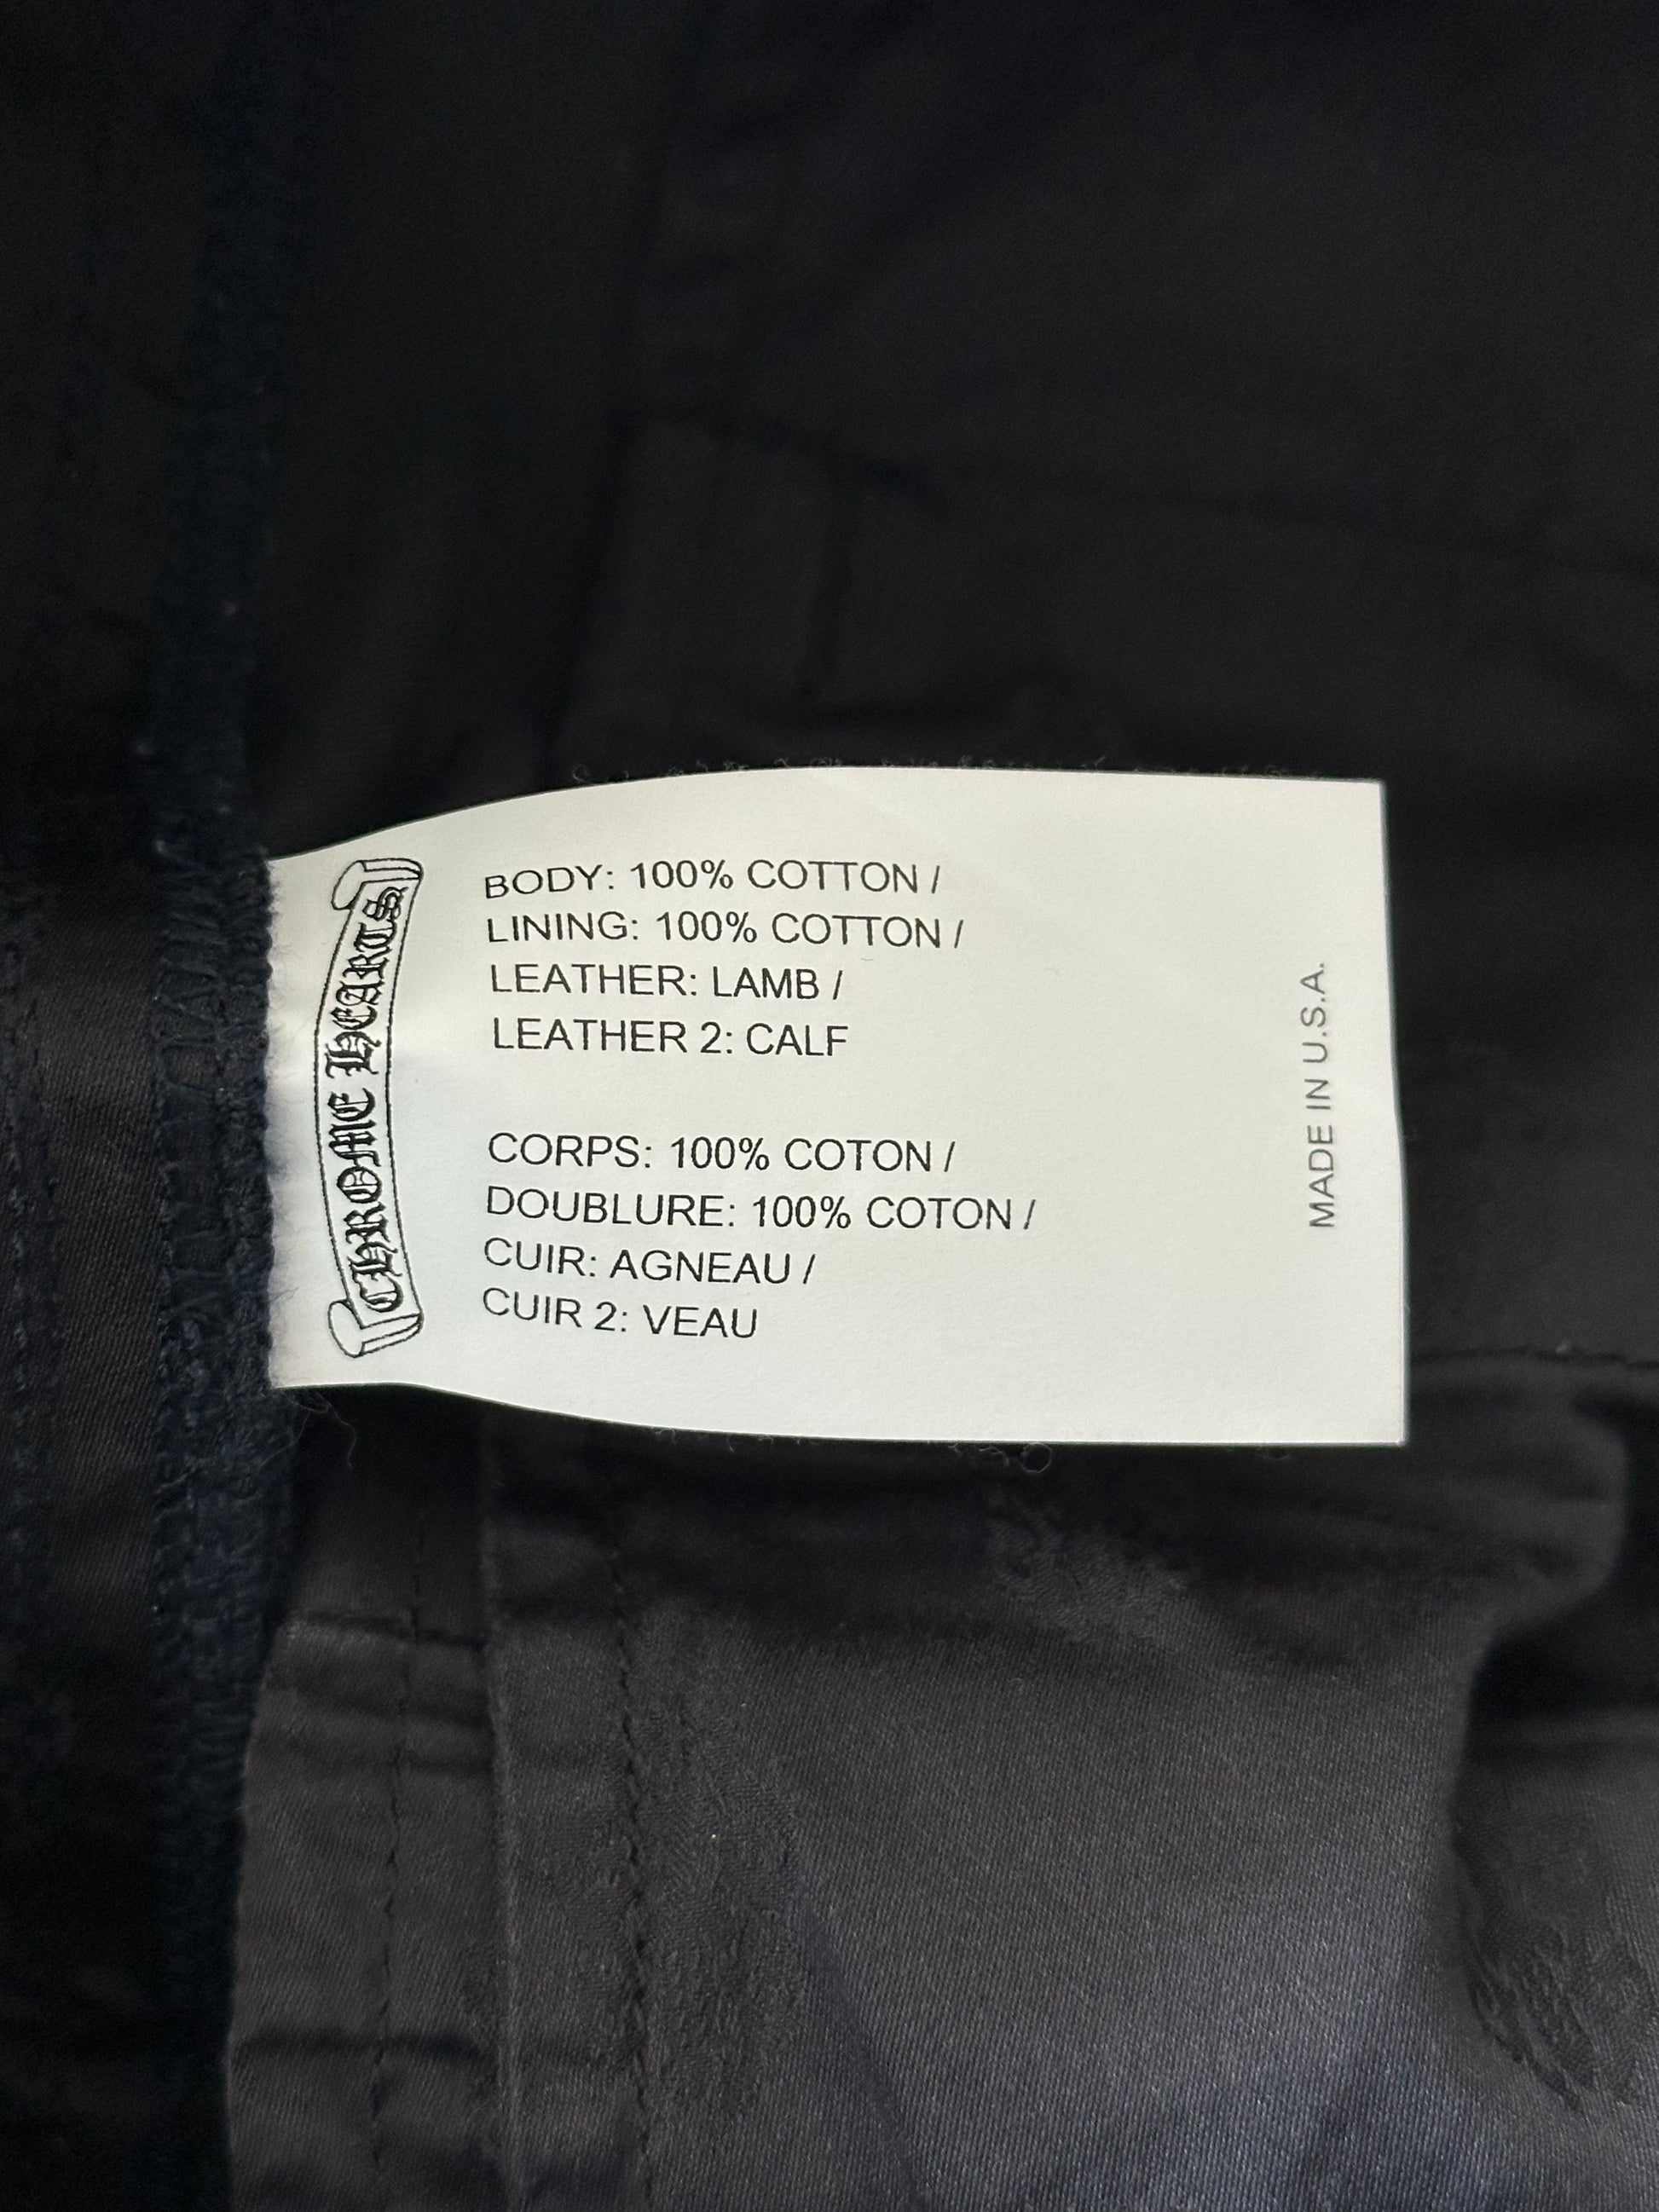 CHROME HEARTS
BODY: 100% COTTON /
LINING: 100% COTTON /
LEATHER: LAMB /
LEATHER 2: CALF
CORPS: 100% COTON /
DOUBLURE: 100% COTON /
CUIR: AGNEAU /
CUIR 2: VEAU
MADE IN U.S.A.